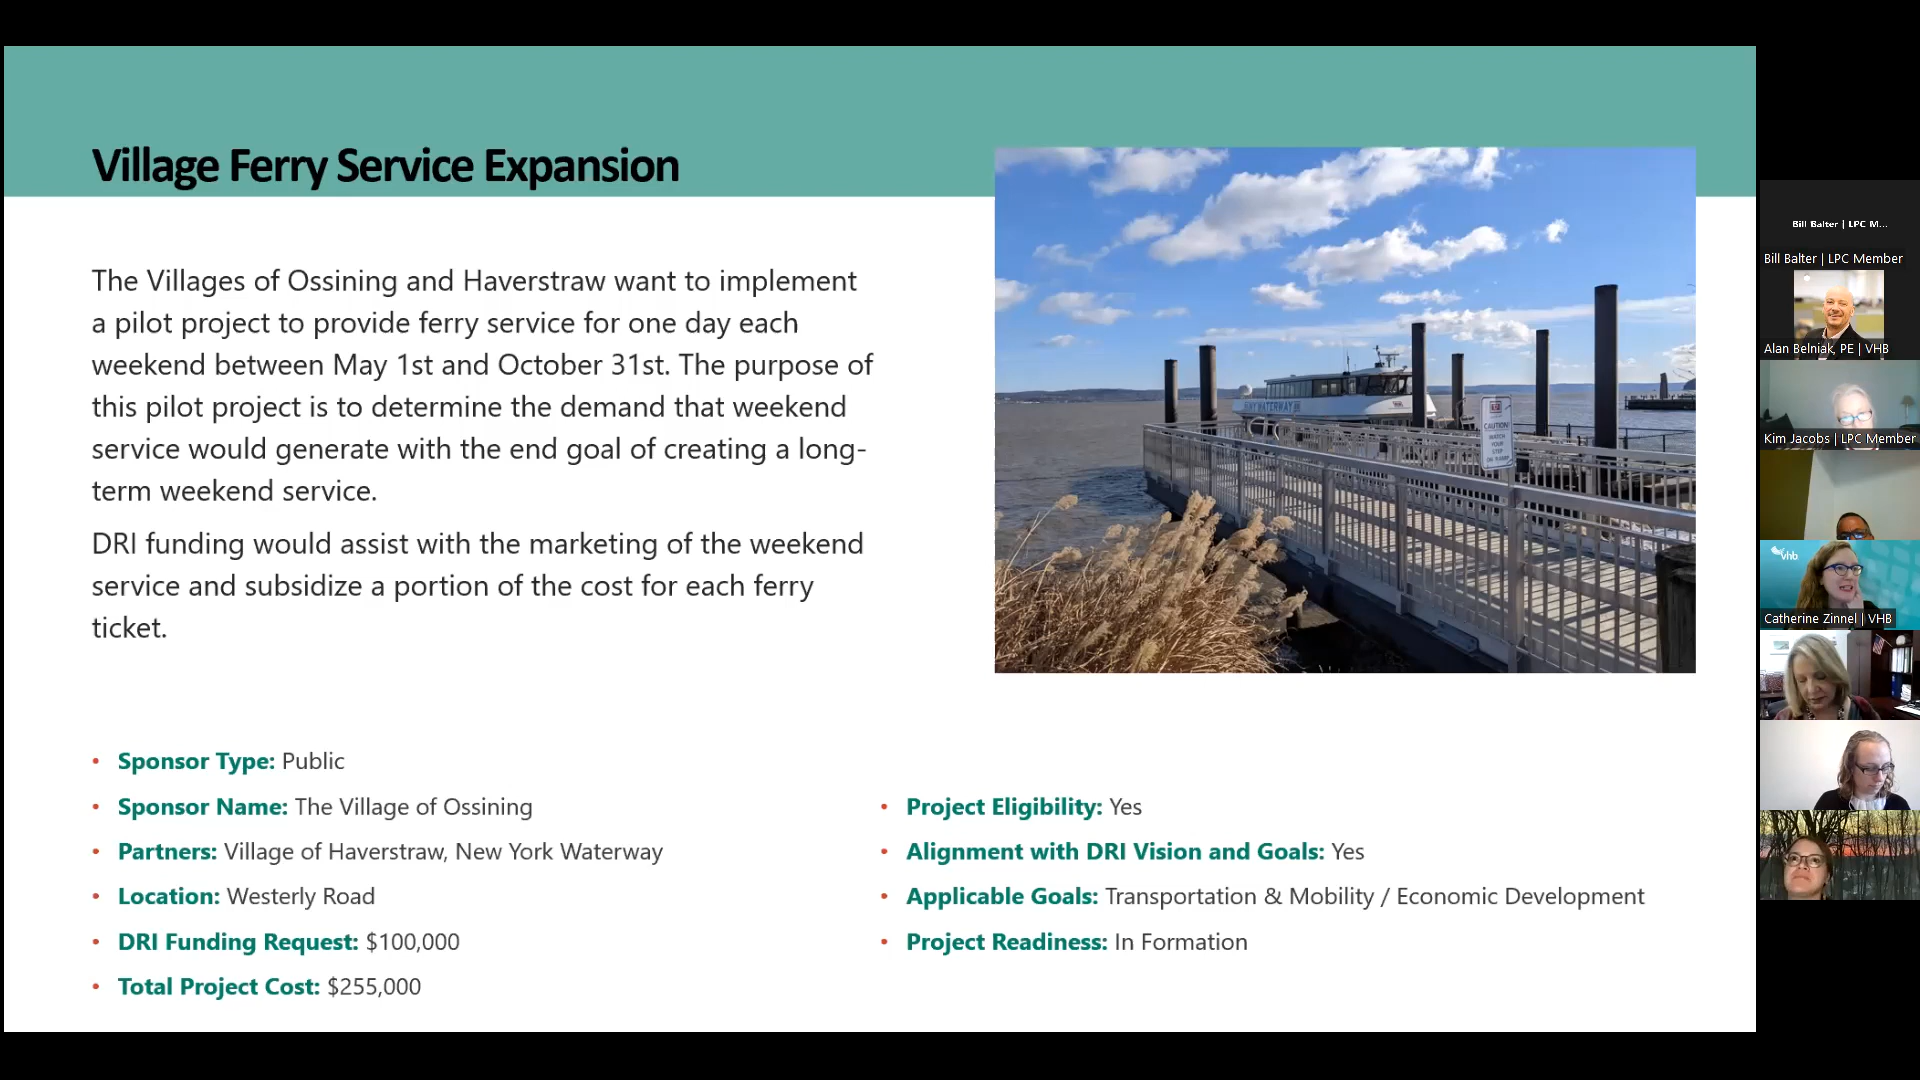 Village Ferry Service Expansion
The Villages of Ossining and Haverstraw want to implement
a pilot project to provide ferry service for one day each
weekend between May 1st and October 31st. The purpose of
this pilot project is to determine the demand that weekend
service would generate with the end goal of creating a long-
term weekend service.
DRI funding would assist with the marketing of the weekend
service and subsidize a portion of the cost for each ferry
ticket.
• Sponsor Type: Public
• Sponsor Name: The Village of Ossining
• Partners: Village of Haverstraw, New York Waterway
• Location: Westerly Road
• DRI Funding Request: $100,000
• Total Project Cost: $255,000
• Project Eligibility: Yes
• Alignment with DRI Vision and Goals: Yes
• Applicable Goals: Transportation & Mobility / Economic Development
• Project Readiness: In Formation
WATERWAY
CAUTION
WATCH
YOUR
STEP
Bill Balter | LPC M...
Bill Balter | LPC Member
Alan Belniak, PE | VHB
Kim Jacobs | LPC Member
vhb
Catherine Zinnel | VHB